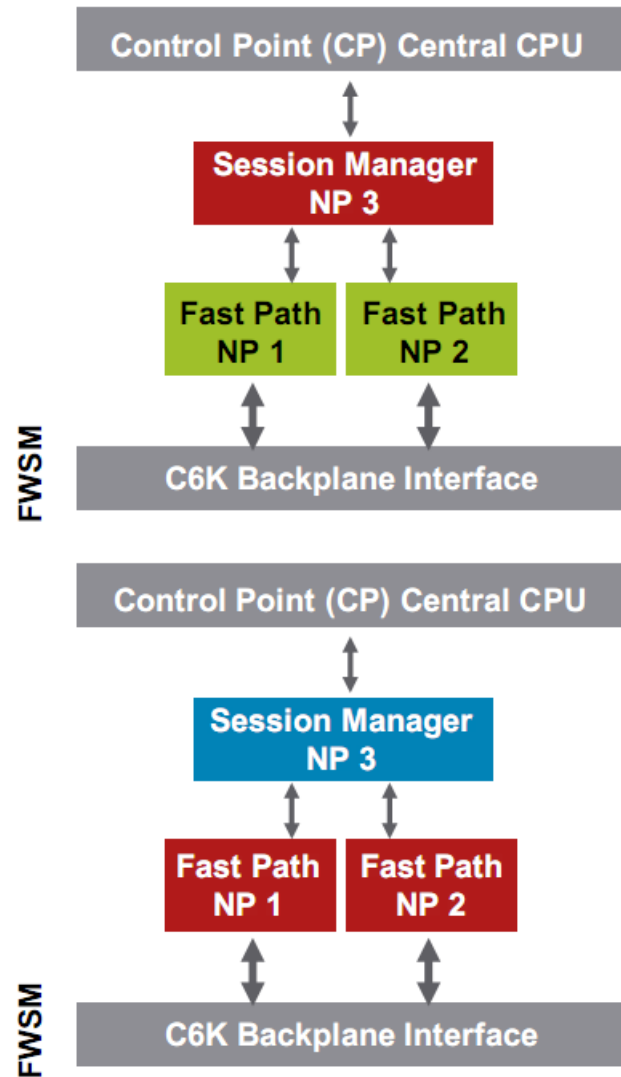 Control Point (CP) Central CPU
Session Manager
NP 3
Fast Path
NP 1
Fast Path
NP 2
C6K Backplane Interface
FWSM
Control Point (CP) Central CPU
Session Manager
NP 3
Fast Path
NP 1
Fast Path
NP 2
C6K Backplane Interface
FWSM